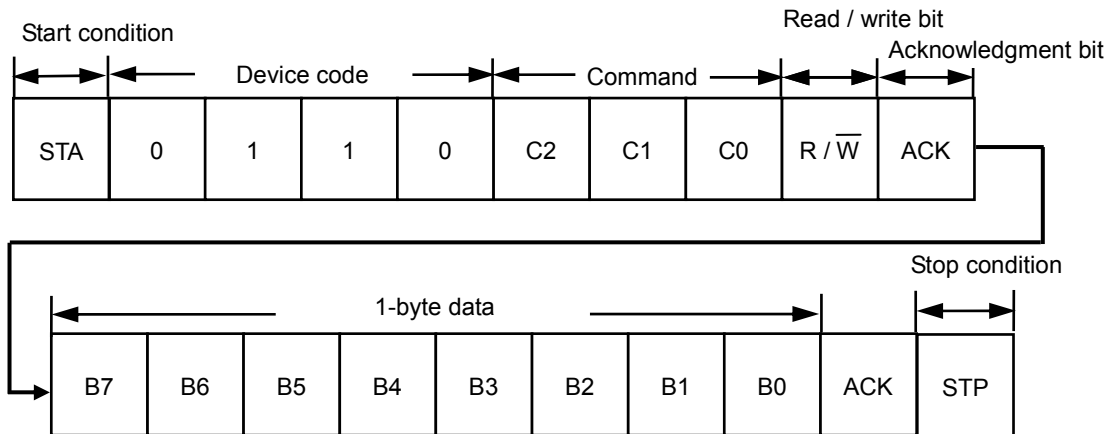 Read / write bit
Start condition
Acknowledgment bit
Device code
Command
STA 0 1 1 0 C2 C1 C0 R / W̅ ACK
Stop condition
1-byte data
B7 B6 B5 B4 B3 B2 B1 B0 ACK STP